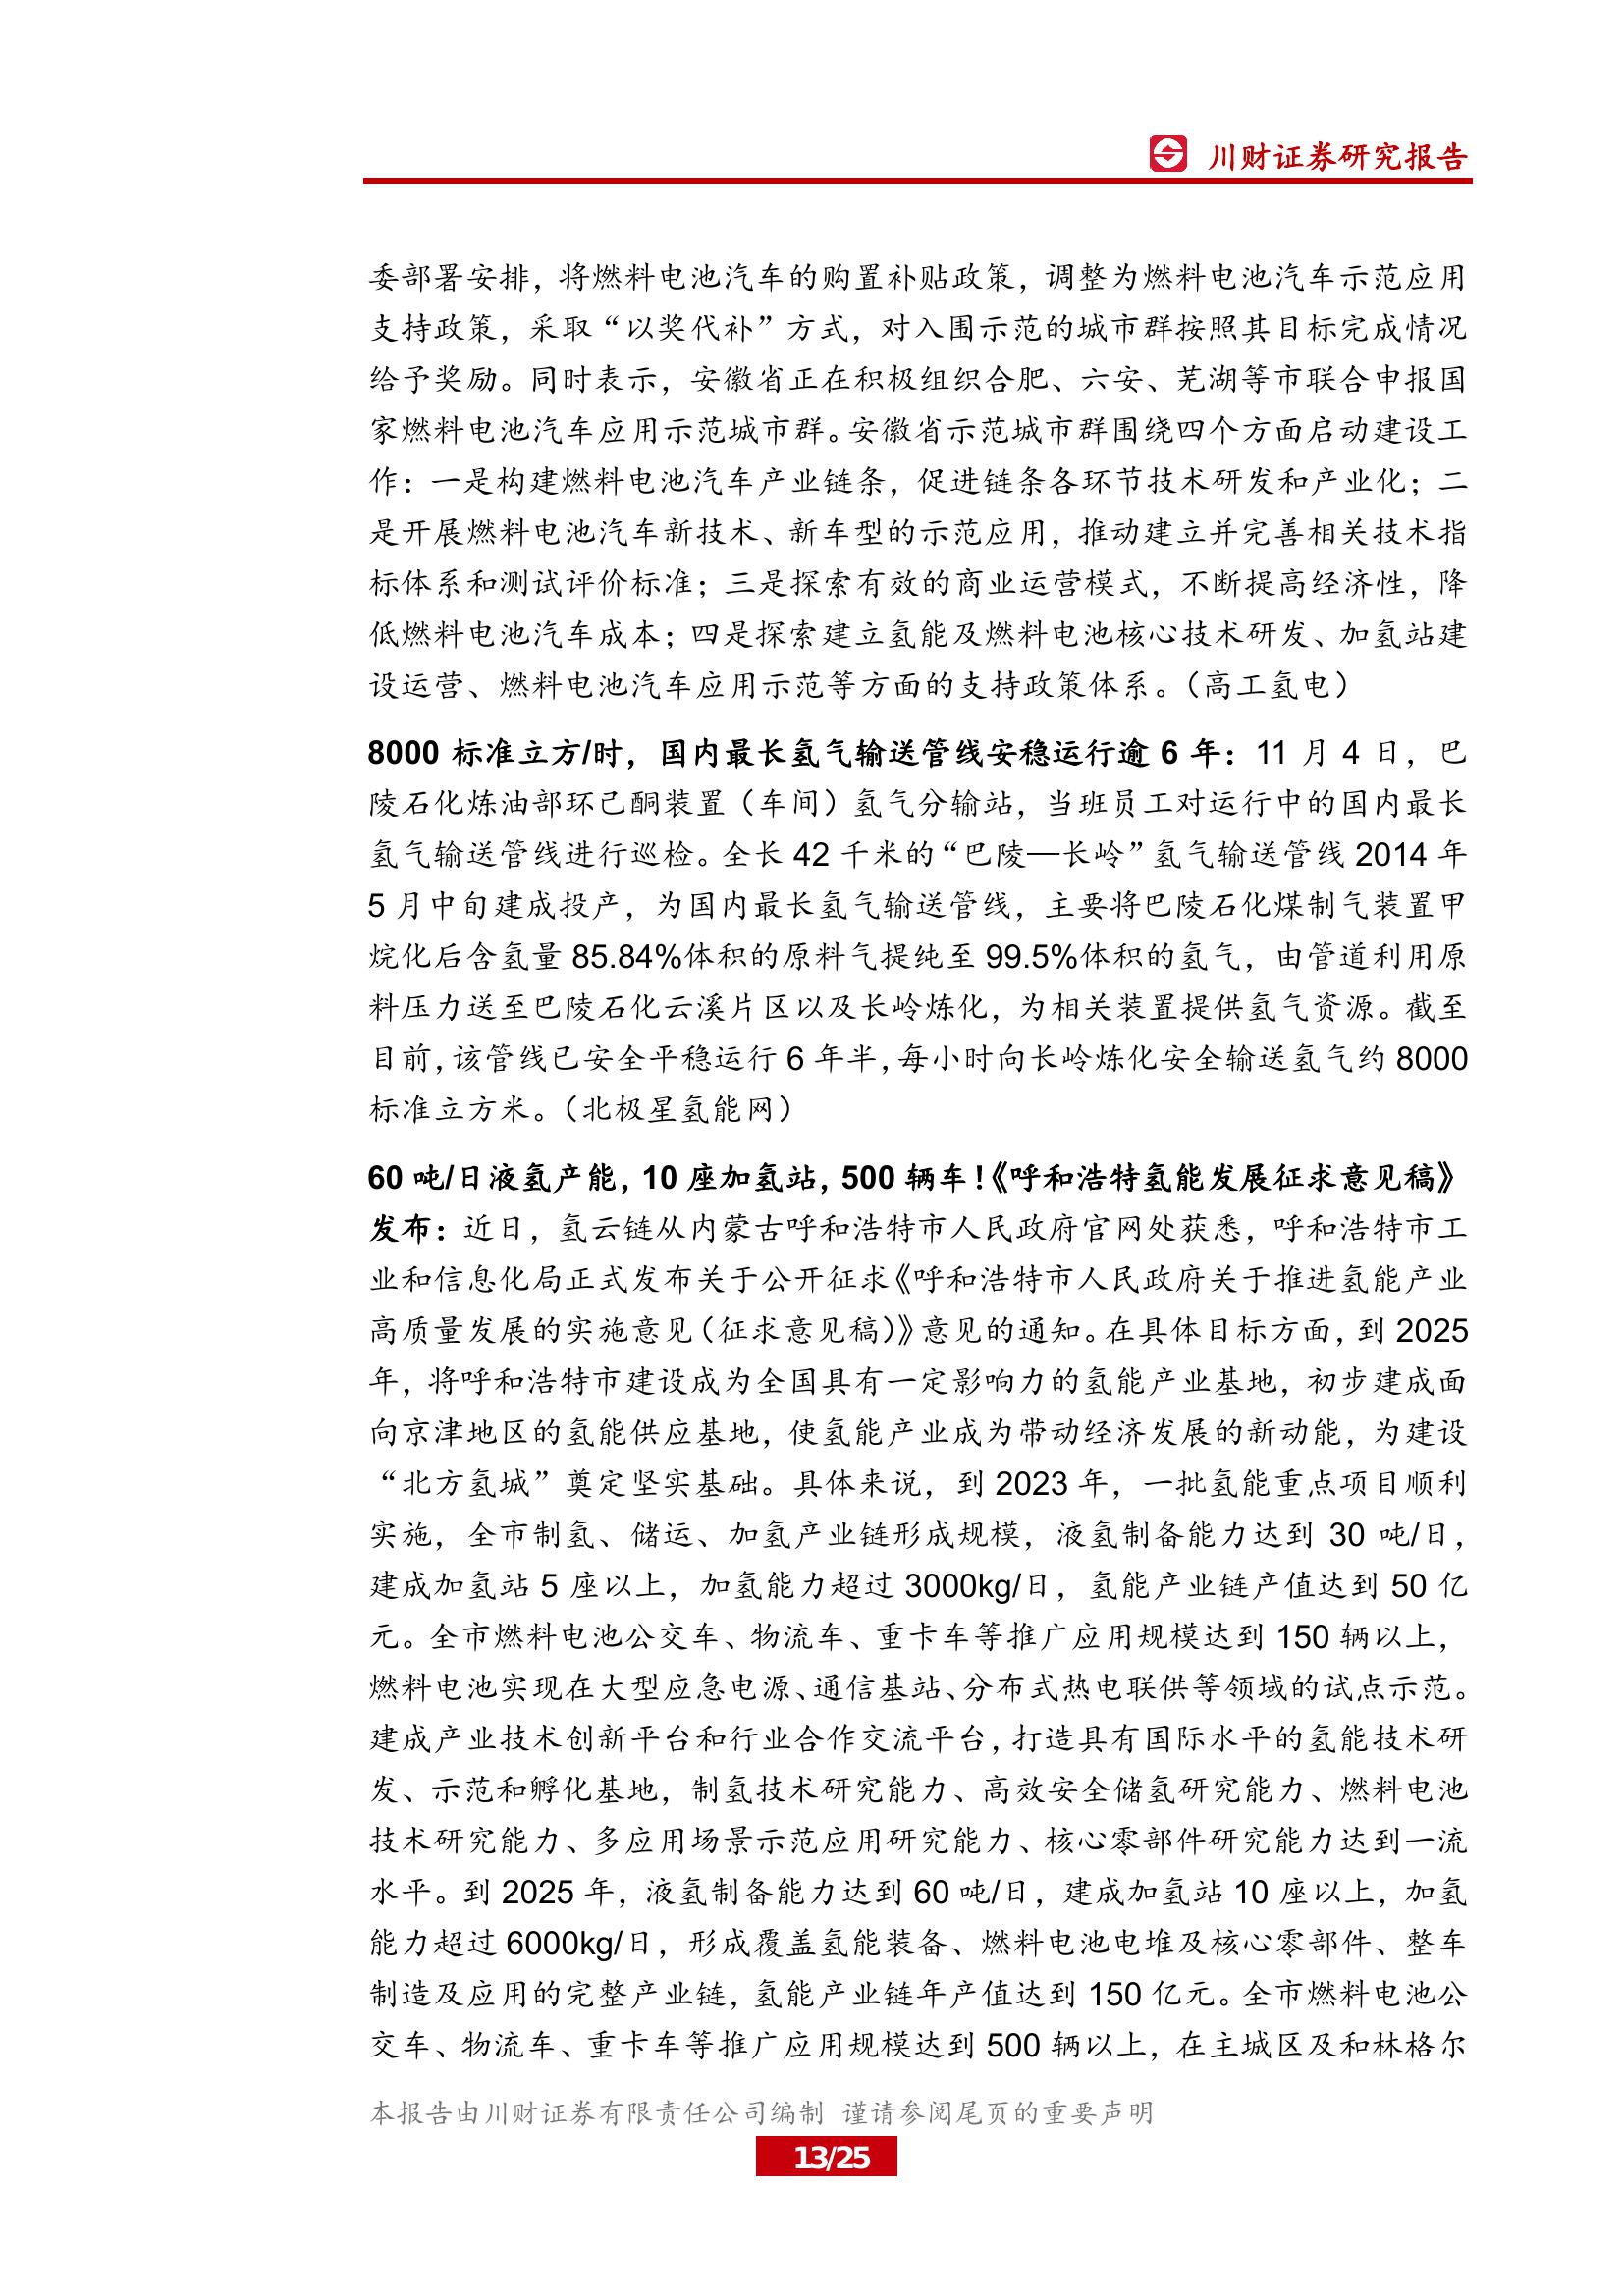 川财证券研究报告
委部署安排，将燃料电池汽车的购置补贴政策，调整为燃料电池汽车示范应用
支持政策，采取“以奖代补”方式，对入围示范的城市群按照其目标完成情况
给予奖励。同时表示，安徽省正在积极组织合肥、六安、芜湖等市联合申报国
家燃料电池汽车应用示范城市群。安徽省示范城市群围绕四个方面启动建设工
作：一是构建燃料电池汽车产业链条，促进链条各环节技术研发和产业化；二
是开展燃料电池汽车新技术、新车型的示范应用，推动建立并完善相关技术指
标体系和测试评价标准；三是探索有效的商业运营模式，不断提高经济性，降
低燃料电池汽车成本；四是探索建立氢能及燃料电池核心技术研发、加氢站建
设运营、燃料电池汽车应用示范等方面的支持政策体系。（高工氢电）
8000 标准立方/时，国内最长氢气输送管线安稳运行逾 6 年：11 月 4 日，巴
陵石化炼油部环己酮装置（车间）氢气分输站，当班员工对运行中的国内最长
氢气输送管线进行巡检。全长 42 千米的“巴陵—长岭”氢气输送管线 2014 年
5 月中旬建成投产，为国内最长氢气输送管线，主要将巴陵石化煤制气装置甲
烷化后含氢量 85.84%体积的原料气提纯至 99.5%体积的氢气，由管道利用原
料压力送至巴陵石化云溪片区以及长岭炼化，为相关装置提供氢气资源。截至
目前，该管线已安全平稳运行 6 年半，每小时向长岭炼化安全输送氢气约 8000
标准立方米。（北极星氢能网）
60 吨/日液氢产能，10 座加氢站，500 辆车！《呼和浩特氢能发展征求意见稿》
发布：近日，氢云链从内蒙古呼和浩特市人民政府官网处获悉，呼和浩特市工
业和信息化局正式发布关于公开征求《呼和浩特市人民政府关于推进氢能产业
高质量发展的实施意见（征求意见稿）》意见的通知。在具体目标方面，到 2025
年，将呼和浩特市建设成为全国具有一定影响力的氢能产业基地，初步建成面
向京津地区的氢能供应基地，使氢能产业成为带动经济发展的新动能，为建设
“北方氢城”奠定坚实基础。具体来说，到 2023 年，一批氢能重点项目顺利
实施，全市制氢、储运、加氢产业链形成规模，液氢制备能力达到 30 吨/日，
建成加氢站 5 座以上，加氢能力超过 3000kg/日，氢能产业链产值达到 50 亿
元。全市燃料电池公交车、物流车、重卡车等推广应用规模达到 150 辆以上，
燃料电池实现在大型应急电源、通信基站、分布式热电联供等领域的试点示范。
建成产业技术创新平台和行业合作交流平台，打造具有国际水平的氢能技术研
发、示范和孵化基地，制氢技术研究能力、高效安全储氢研究能力、燃料电池
技术研究能力、多应用场景示范应用研究能力、核心零部件研究能力达到一流
水平。到 2025 年，液氢制备能力达到 60 吨/日，建成加氢站 10 座以上，加氢
能力超过 6000kg/日，形成覆盖氢能装备、燃料电池电堆及核心零部件、整车
制造及应用的完整产业链，氢能产业链年产值达到 150 亿元。全市燃料电池公
交车、物流车、重卡车等推广应用规模达到 500 辆以上，在主城区及和林格尔
本报告由川财证券有限责任公司编制 谨请参阅尾页的重要声明
13/25